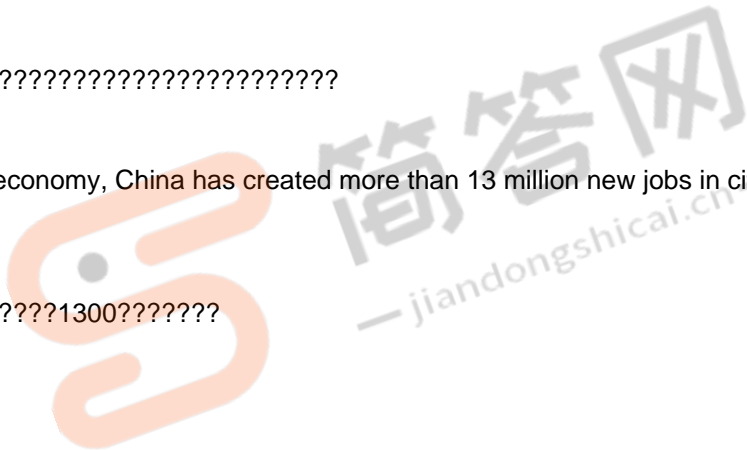 ???????????????????????
economy, China has created more than 13 million new jobs in ci
????1300???????
简答网
— jiandongshicai.cn